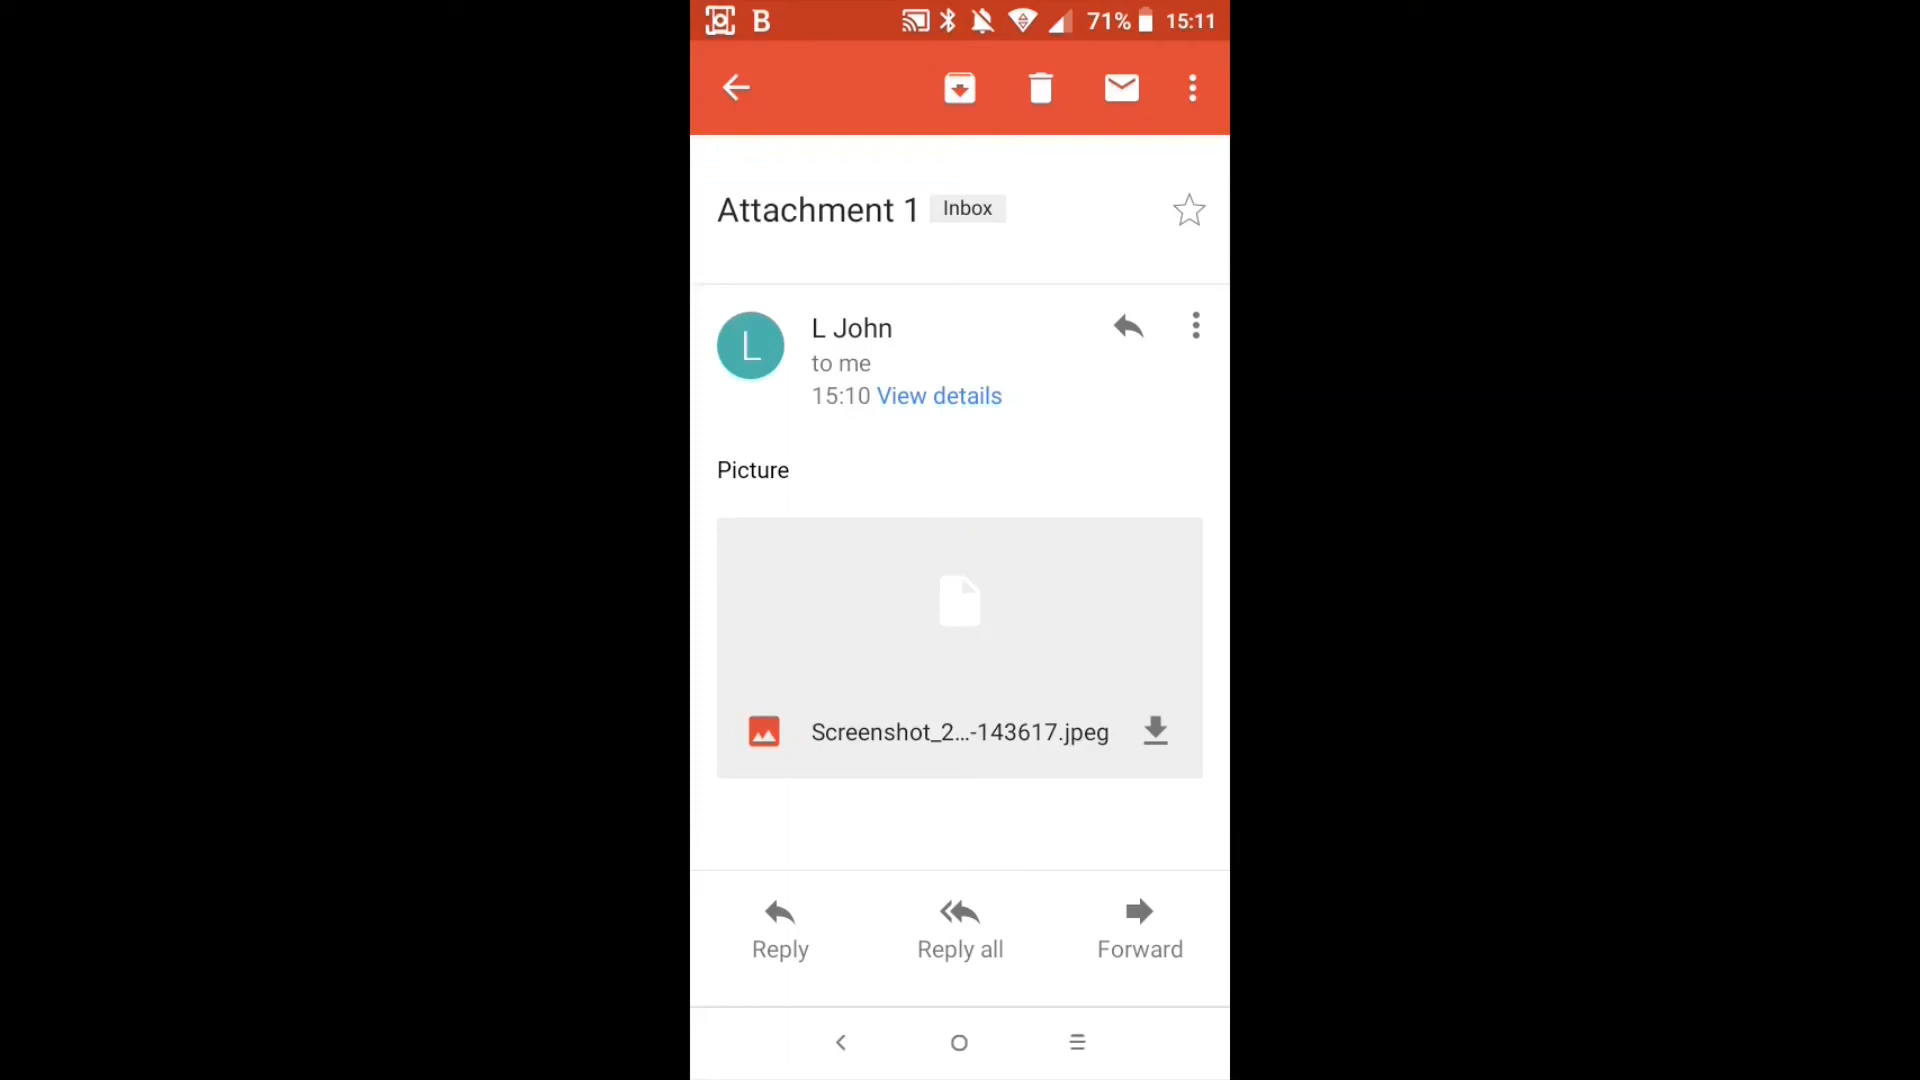 B 71% 15:11
Attachment 1 Inbox
L
L John
to me
15:10 View details
Picture
Screenshot_2...-143617.jpeg
Reply Reply all Forward